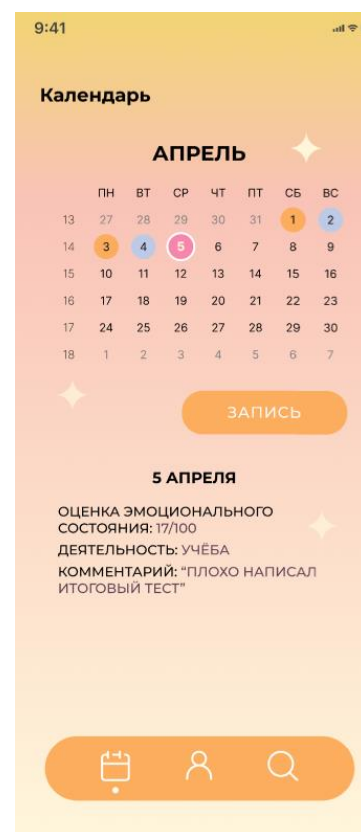 9:41
Календарь
АПРЕЛЬ
ПН ВТ СР ЧТ ПТ СБ ВС
13 27 28 29 30 31 1 2
14 3 4 5 6 7 8 9
15 10 11 12 13 14 15 16
16 17 18 19 20 21 22 23
17 24 25 26 27 28 29 30
18 1 2 3 4 5 6 7
ЗАПИСЬ
5 АПРЕЛЯ
ОЦЕНКА ЭМОЦИОНАЛЬНОГО
СОСТОЯНИЯ: 17/100
ДЕЯТЕЛЬНОСТЬ: УЧЁБА
КОММЕНТАРИЙ: “ПЛОХО НАПИСАЛ
ИТОГОВЫЙ ТЕСТ”